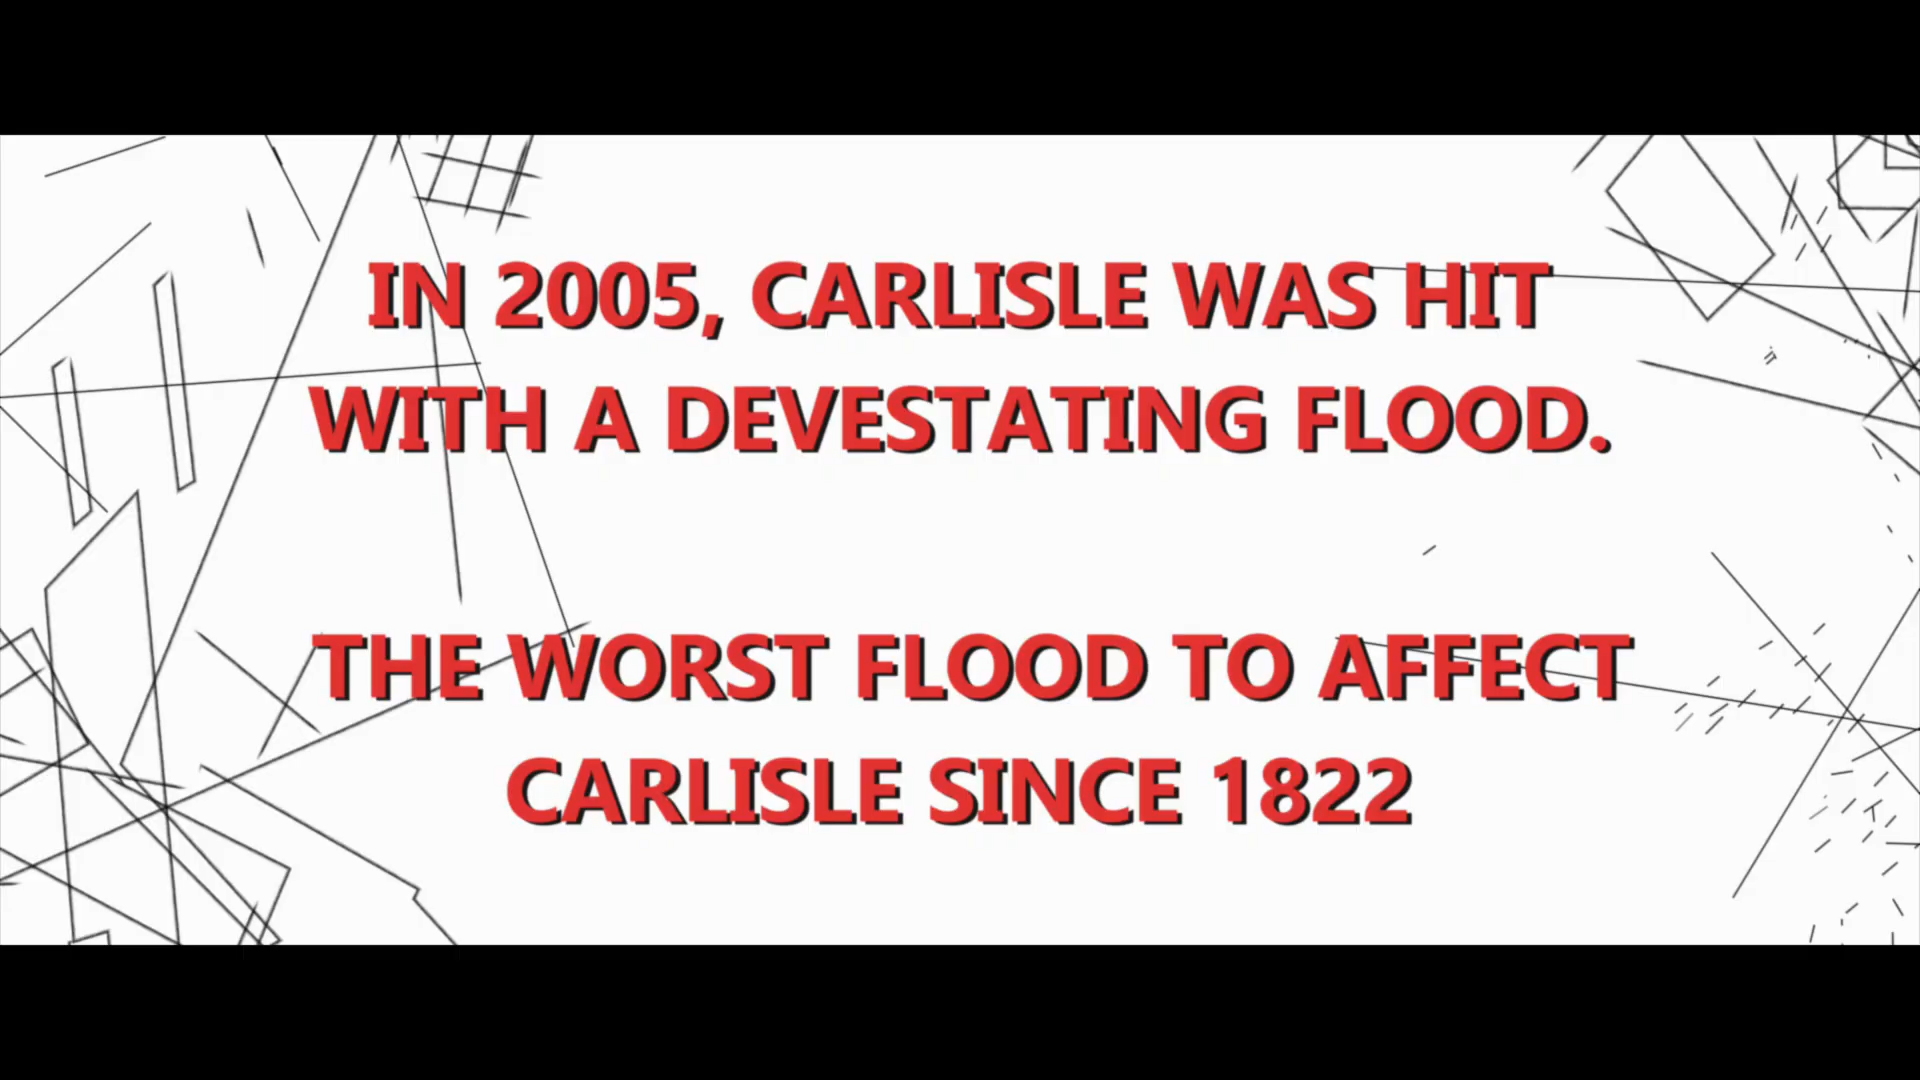 IN 2005, CARLISLE WAS HIT
WITH A DEVESTATING FLOOD.
THE WORST FLOOD TO AFFECT
CARLISLE SINCE 1822